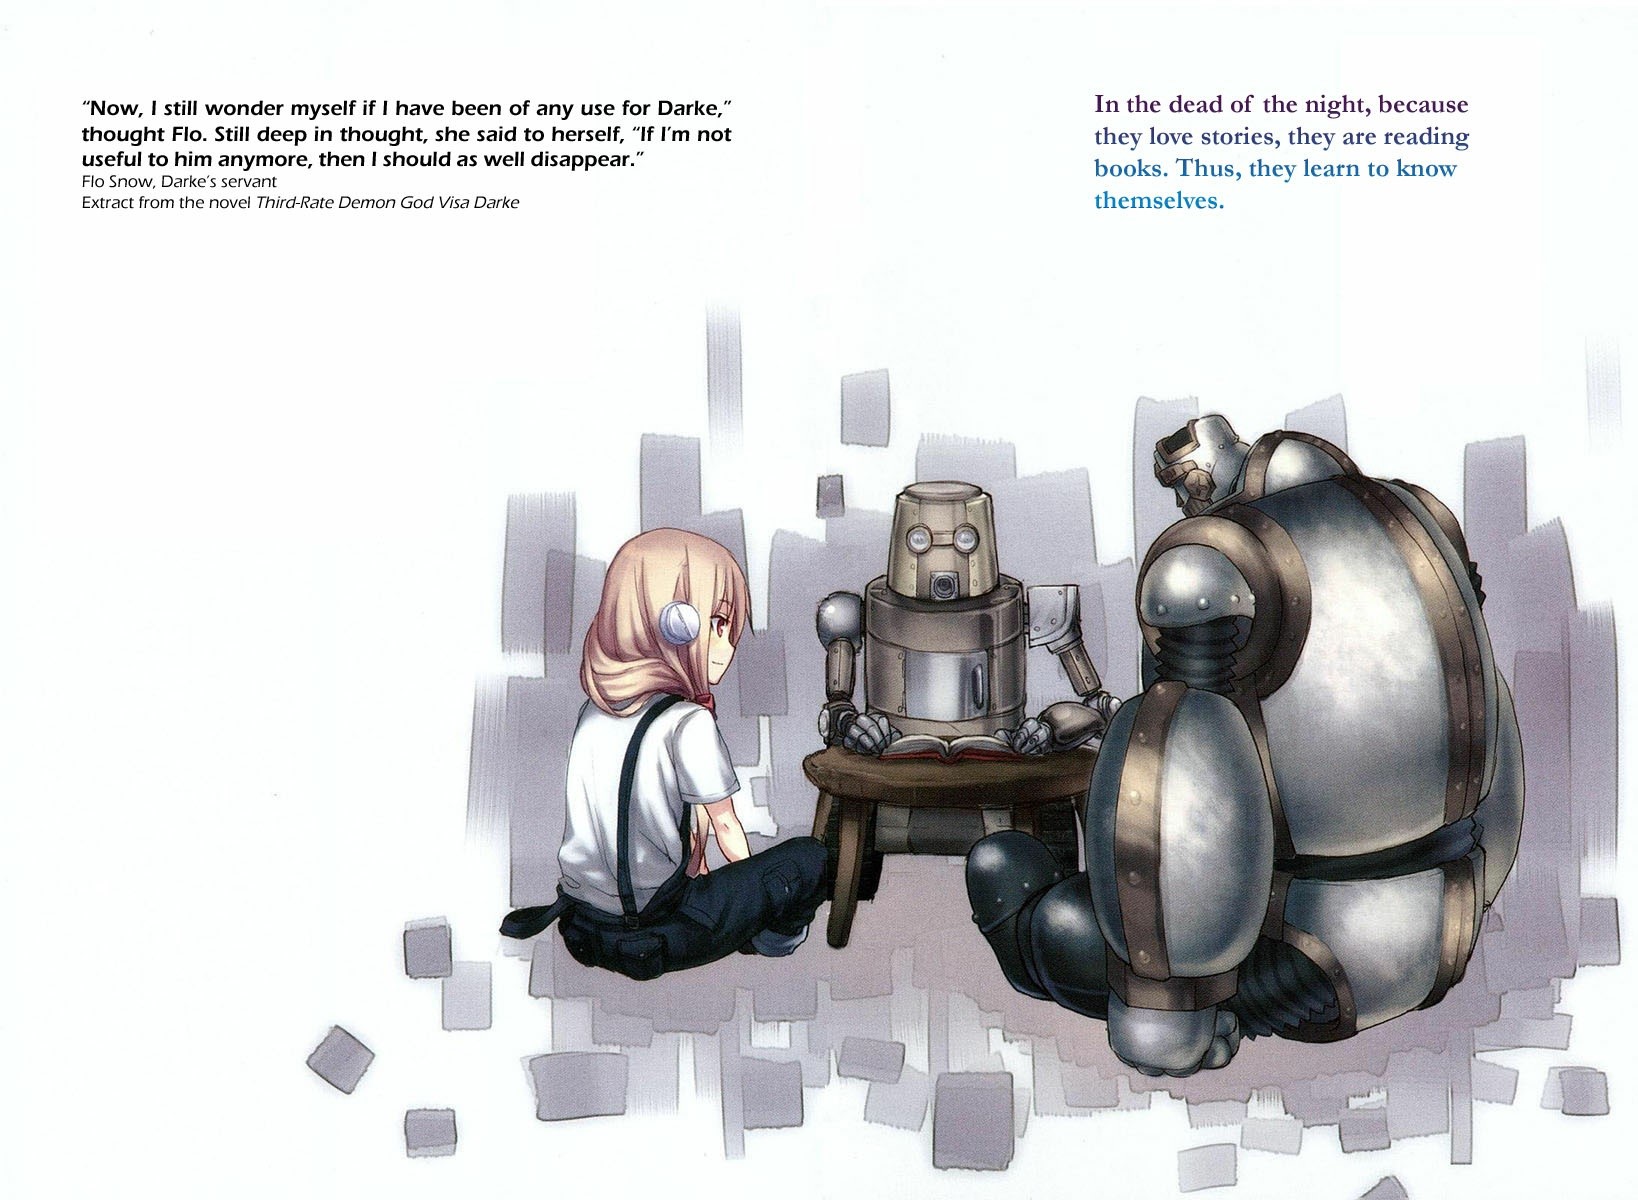 “Now, I still wonder myself if I have been of any use for Darke,”
thought Flo. Still deep in thought, she said to herself, “If I’m not
useful to him anymore, then I should as well disappear.”
Flo Snow, Darke’s servant
Extract from the novel Third-Rate Demon God Visa Darke
In the dead of the night, because
they love stories, they are reading
books. Thus, they learn to know
themselves.